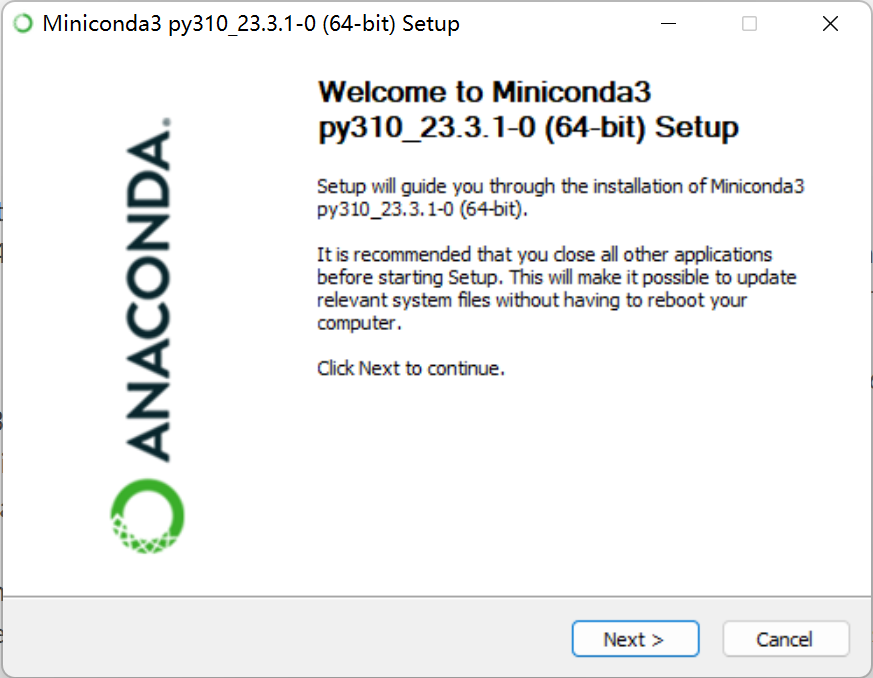 Miniconda3 py310_23.3.1-0 (64-bit) Setup
Welcome to Miniconda3
py310_23.3.1-0 (64-bit) Setup
Setup will guide you through the installation of Miniconda3
py310_23.3.1-0 (64-bit).
It is recommended that you close all other applications
before starting Setup. This will make it possible to update
relevant system files without having to reboot your
computer.
Click Next to continue.
ANACONDA.
Next >
Cancel